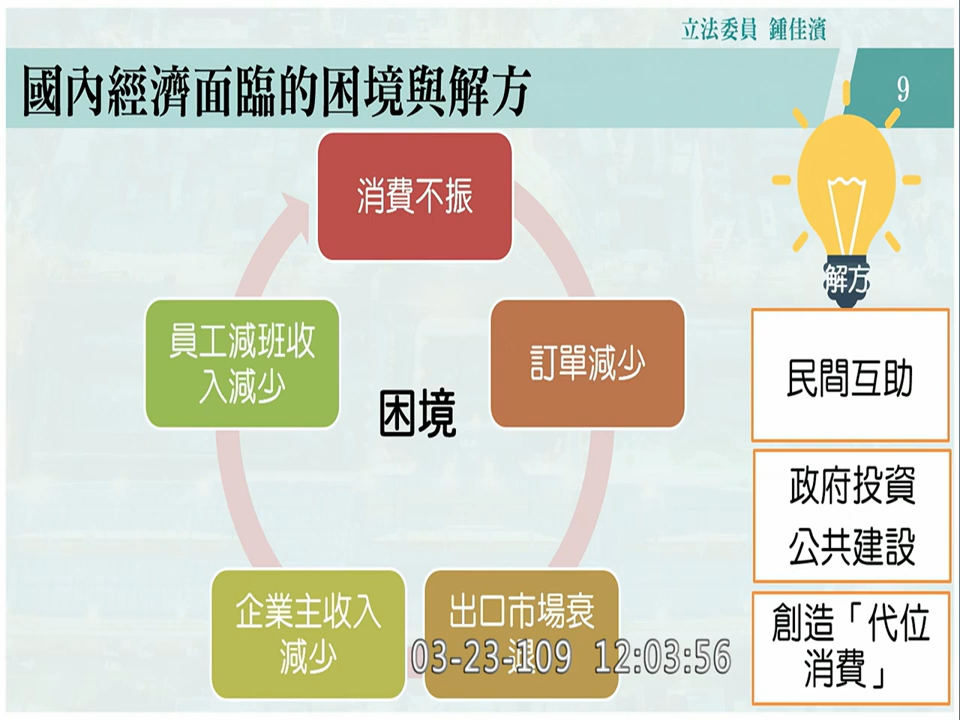 立法委員 鍾佳濱
國內經濟面臨的困境與解方
9
消費不振
員工減班收
入減少
訂單減少
困境
企業主收入
減少
出口市場衰
退
03-23-109 12:03:56
解方
民間互助
政府投資
公共建設
創造「代位
消費」